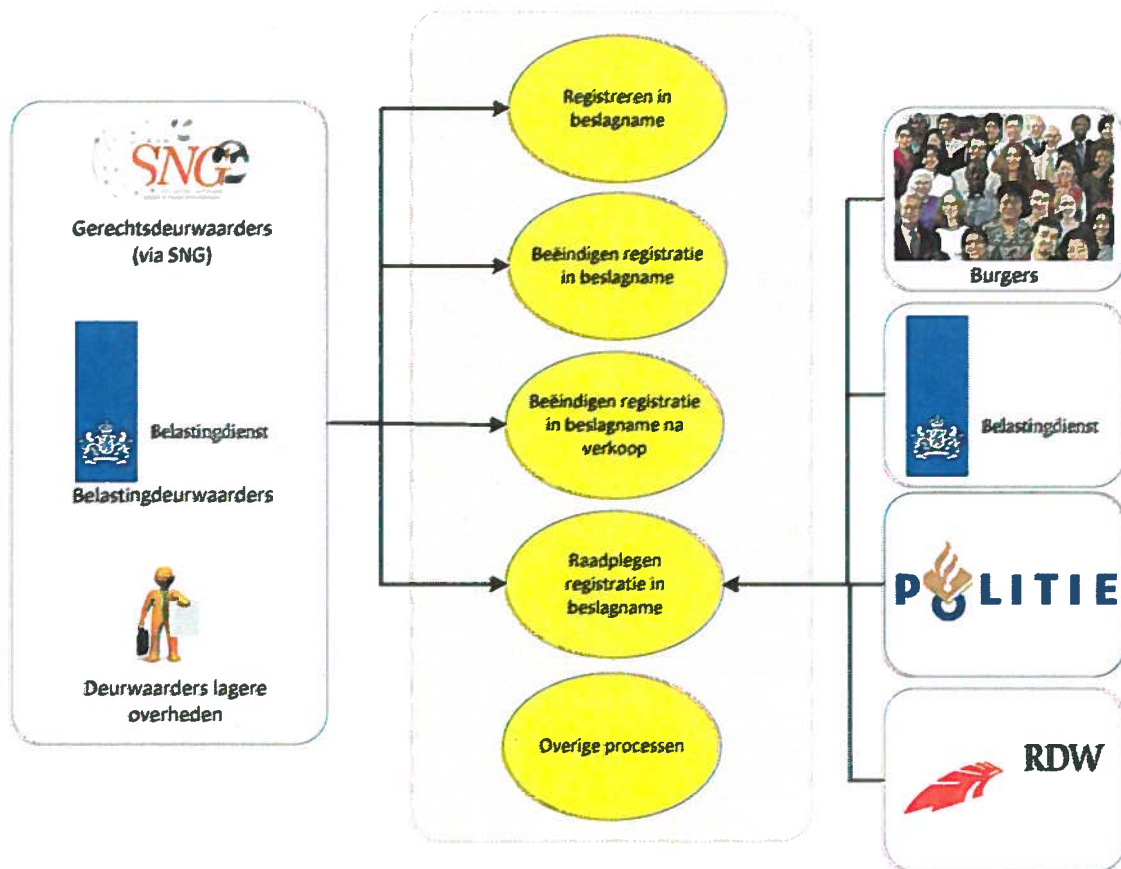 SNG
Gerechtsdeurwaarders
(via SNG)
Belastingdienst
Belastingdeurwaarders
Deurwaarders lagere
overheden
Registreren in
beslagname
Beëindigen registratie
in beslagname
Beëindigen registratie
in beslagname na
verkoop
Raadplegen
registratie in
beslagname
Overige processen
Burgers
Belastingdienst
POLITIE
RDW